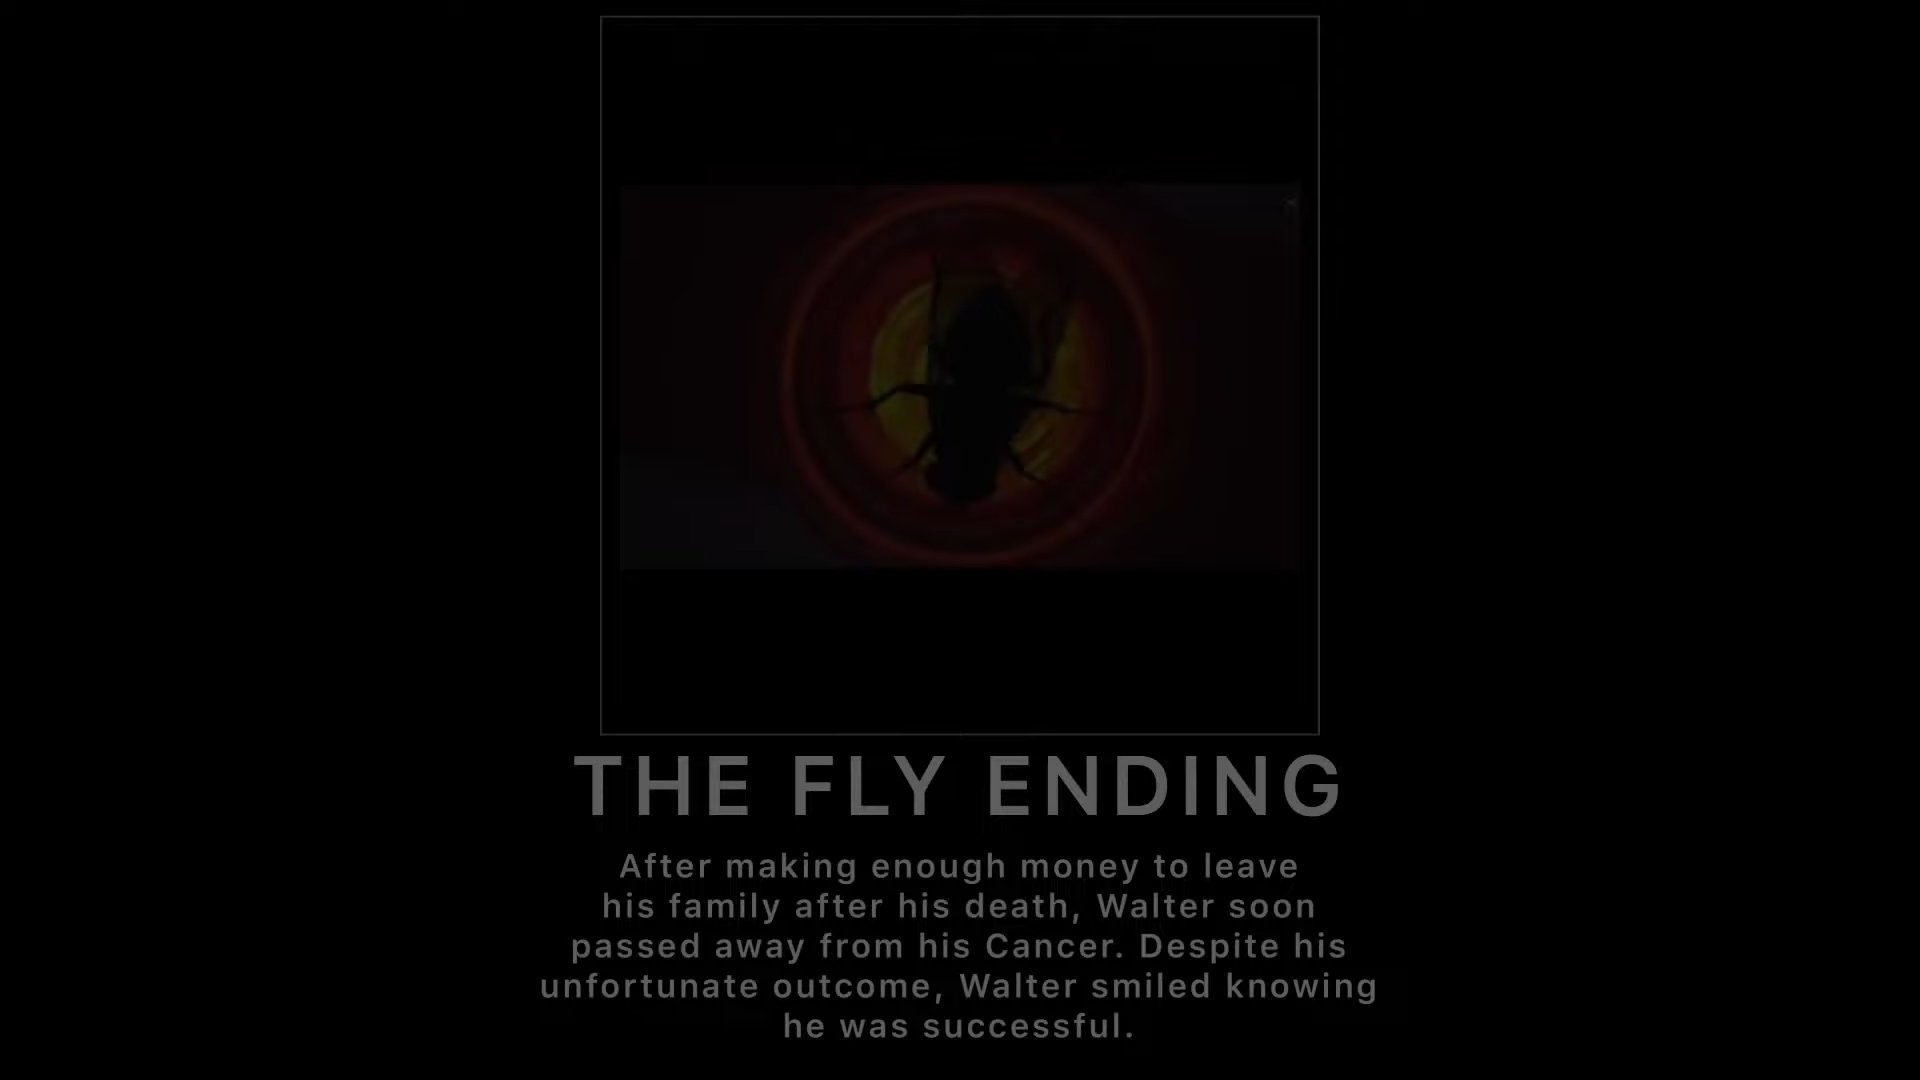 THE FLY ENDING
After making enough money to leave
his family after his death, Walter soon
passed away from his Cancer. Despite his
unfortunate outcome, Walter smiled knowing
he was successful.